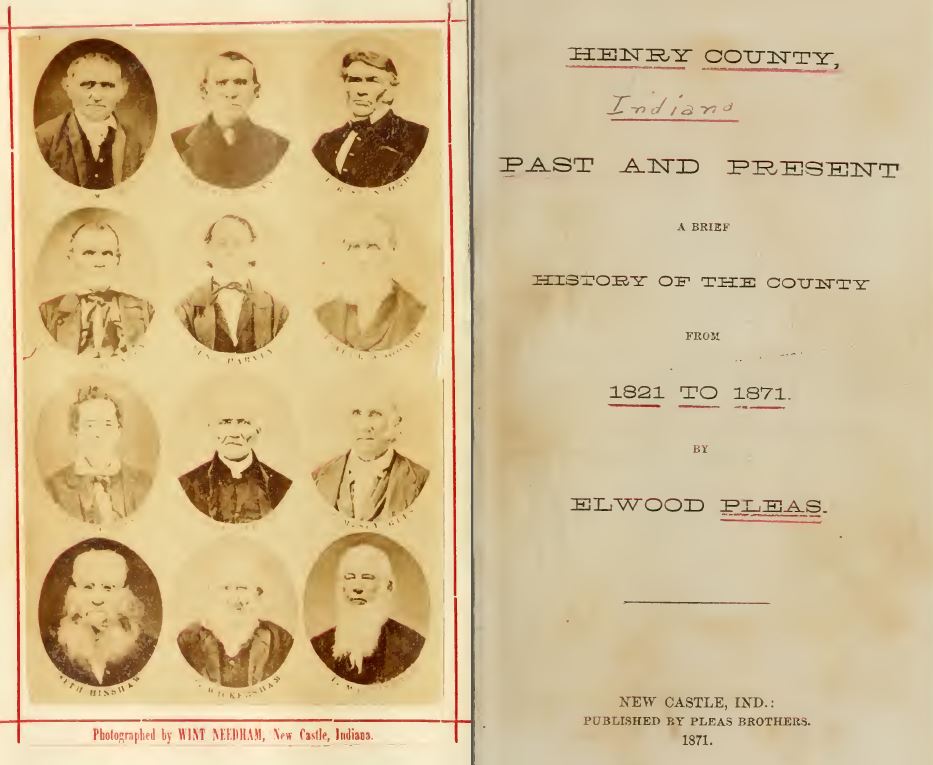 SETH HINSHAW
WICKERSHAM
Photographed by WINT NEEDHAM, New Castle, Indiana.
HENRY COUNTY,
Indiana
PAST AND PRESENT
A BRIEF
HISTORY OF THE COUNTY
FROM
1821 TO 1871.
BY
ELWOOD PLEAS.
NEW CASTLE, IND.:
PUBLISHED BY PLEAS BROTHERS.
1871.